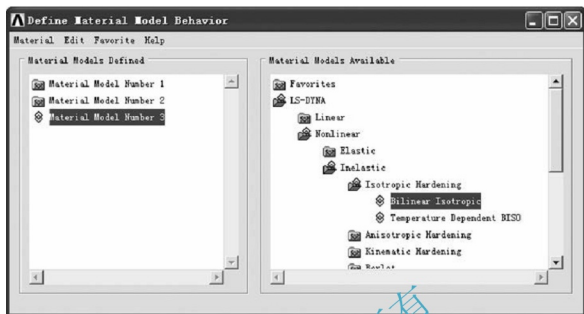 Define Material Model Behavior
Material Edit Favorite Help
Material Models Defined
Material Model Number 1
Material Model Number 2
Material Model Number 3
Material Models Available
Favorites
LS-DYNA
Linear
Nonlinear
Elastic
Inelastic
Isotropic Hardening
Bilinear Isotropic
Temperature Dependent BISO
Anisotropic Hardening
Kinematic Hardening
有